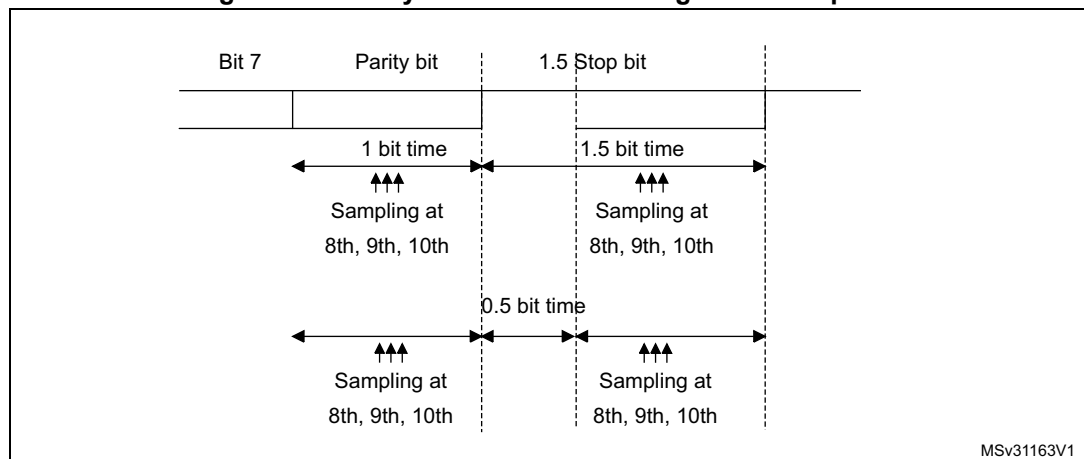 Bit 7 Parity bit 1.5 Stop bit
1 bit time 1.5 bit time
Sampling at Sampling at
8th, 9th, 10th 8th, 9th, 10th
0.5 bit time
Sampling at Sampling at
8th, 9th, 10th 8th, 9th, 10th
MSv31163V1